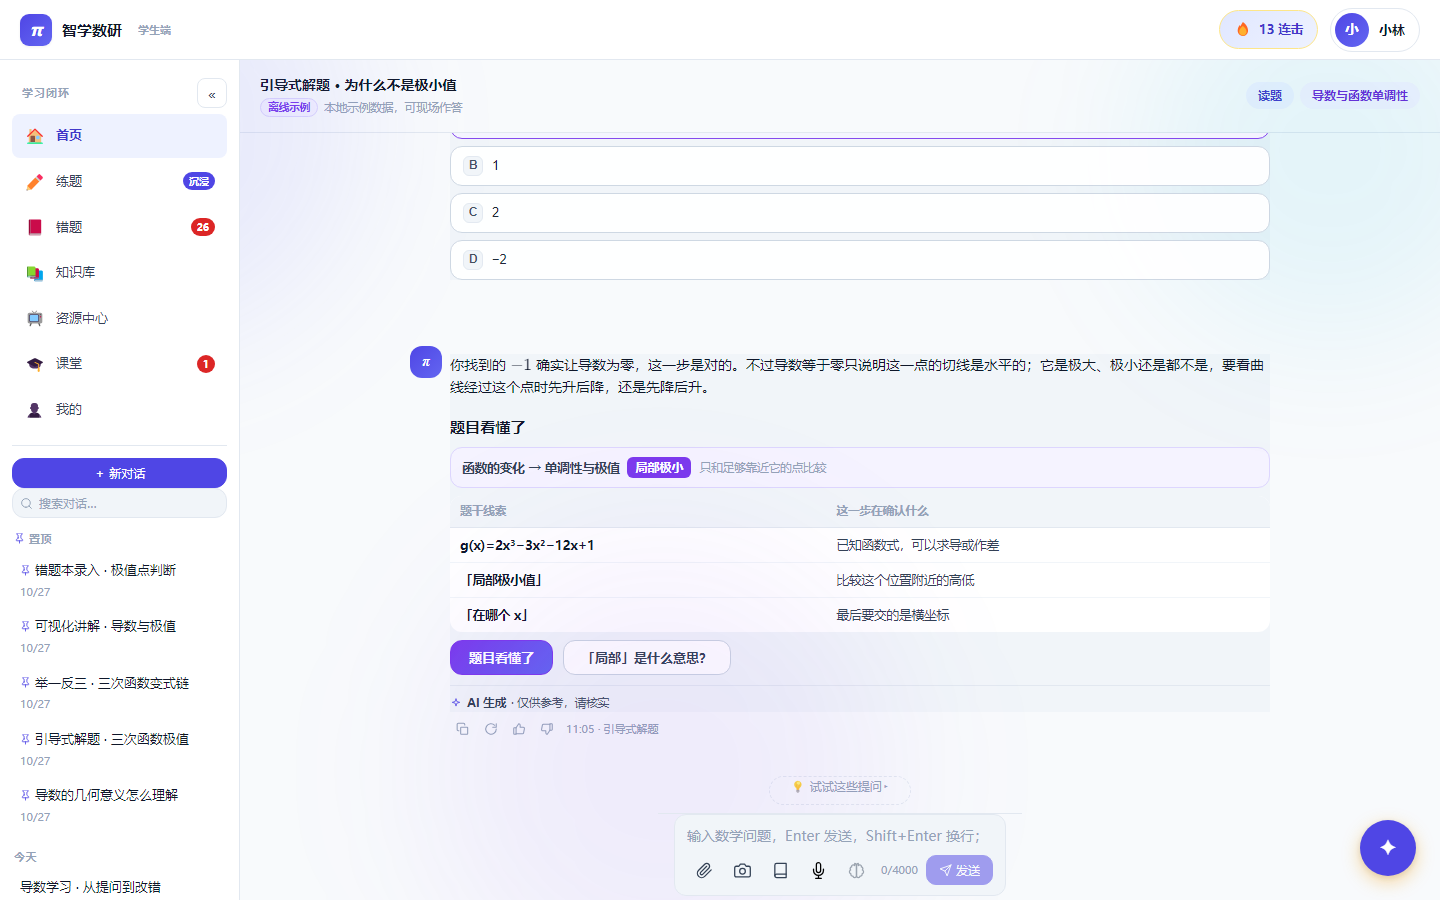 π 智学数研 学生端
13 连击
小 小林
学习闭环 «
首页
练题 沉浸
错题 26
知识库
资源中心
课堂 1
我的
+ 新对话
搜索对话...
置顶
错题本录入 · 极值点判断
10/27
可视化讲解 · 导数与极值
10/27
举一反三 · 三次函数变式链
10/27
引导式解题 · 三次函数极值
10/27
导数的几何意义怎么理解
10/27
今天
导数学习 · 从提问到改错
引导式解题 • 为什么不是极小值
离线示例 本地示例数据，可现场作答
读题 导数与函数单调性
B 1
C 2
D −2
π
你找到的 −1 确实让导数为零，这一步是对的。不过导数等于零只说明这一点的切线是水平的；它是极大、极小还是都不是，要看曲
线经过这个点时先升后降，还是先降后升。
题目看懂了
函数的变化 → 单调性与极值 局部极小 只和足够靠近它的点比较
题干线索 这一步在确认什么
g(x)=2x³−3x²−12x+1 已知函数式，可以求导或作差
「局部极小值」 比较这个位置附近的高低
「在哪个 x」 最后要交的是横坐标
题目看懂了 「局部」是什么意思？
AI 生成 · 仅供参考，请核实
11:05 · 引导式解题
试试这些提问
输入数学问题，Enter 发送，Shift+Enter 换行；
0/4000 发送